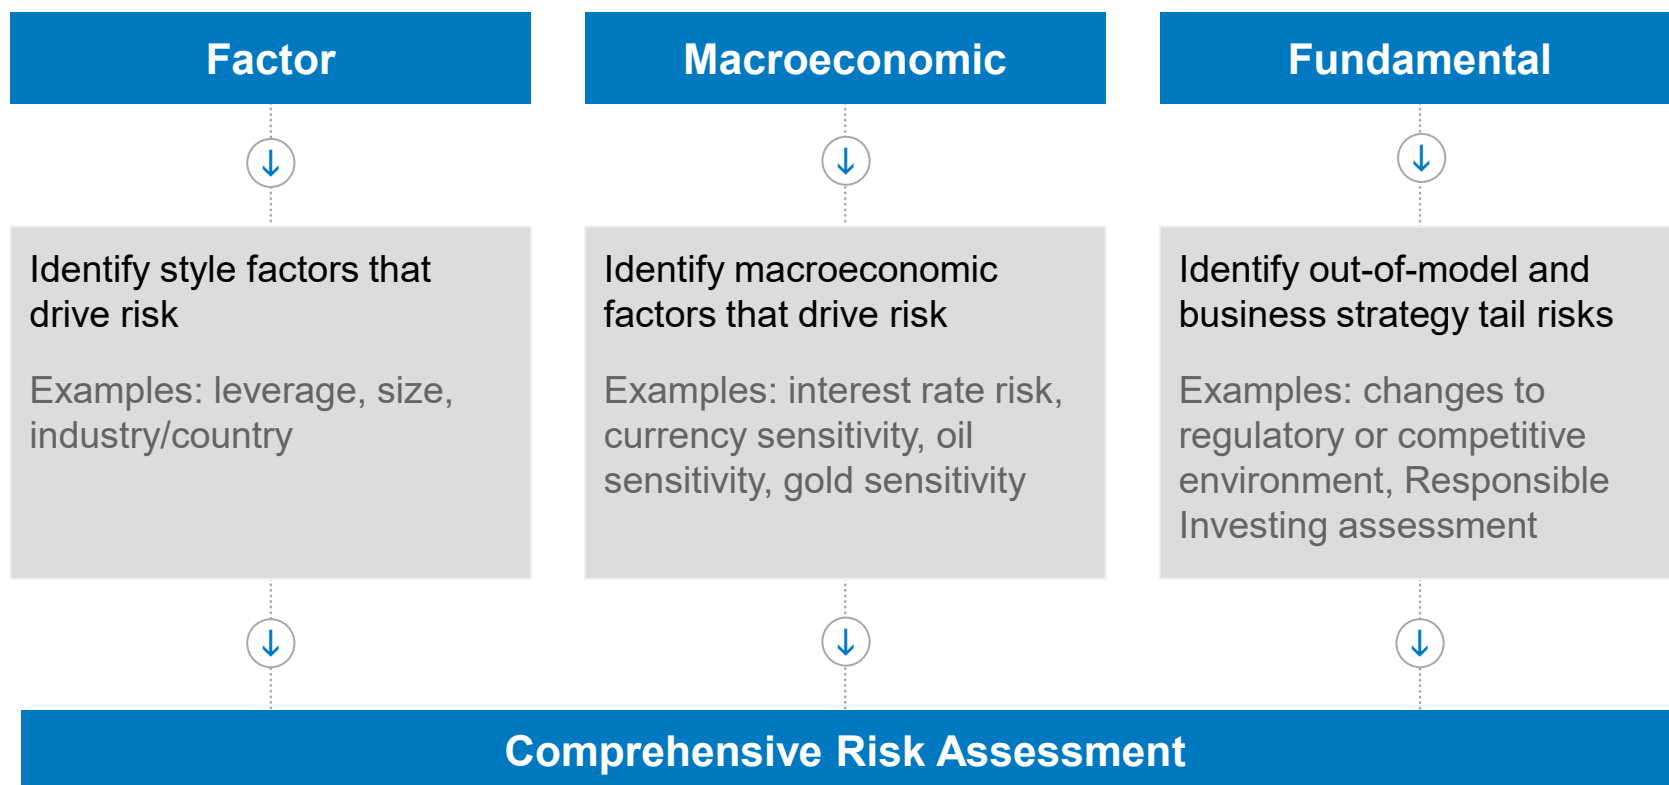 Factor
Macroeconomic
Fundamental
Identify style factors that
drive risk
Examples: leverage, size,
industry/country
Identify macroeconomic
factors that drive risk
Examples: interest rate risk,
currency sensitivity, oil
sensitivity, gold sensitivity
Identify out-of-model and
business strategy tail risks
Examples: changes to
regulatory or competitive
environment, Responsible
Investing assessment
Comprehensive Risk Assessment